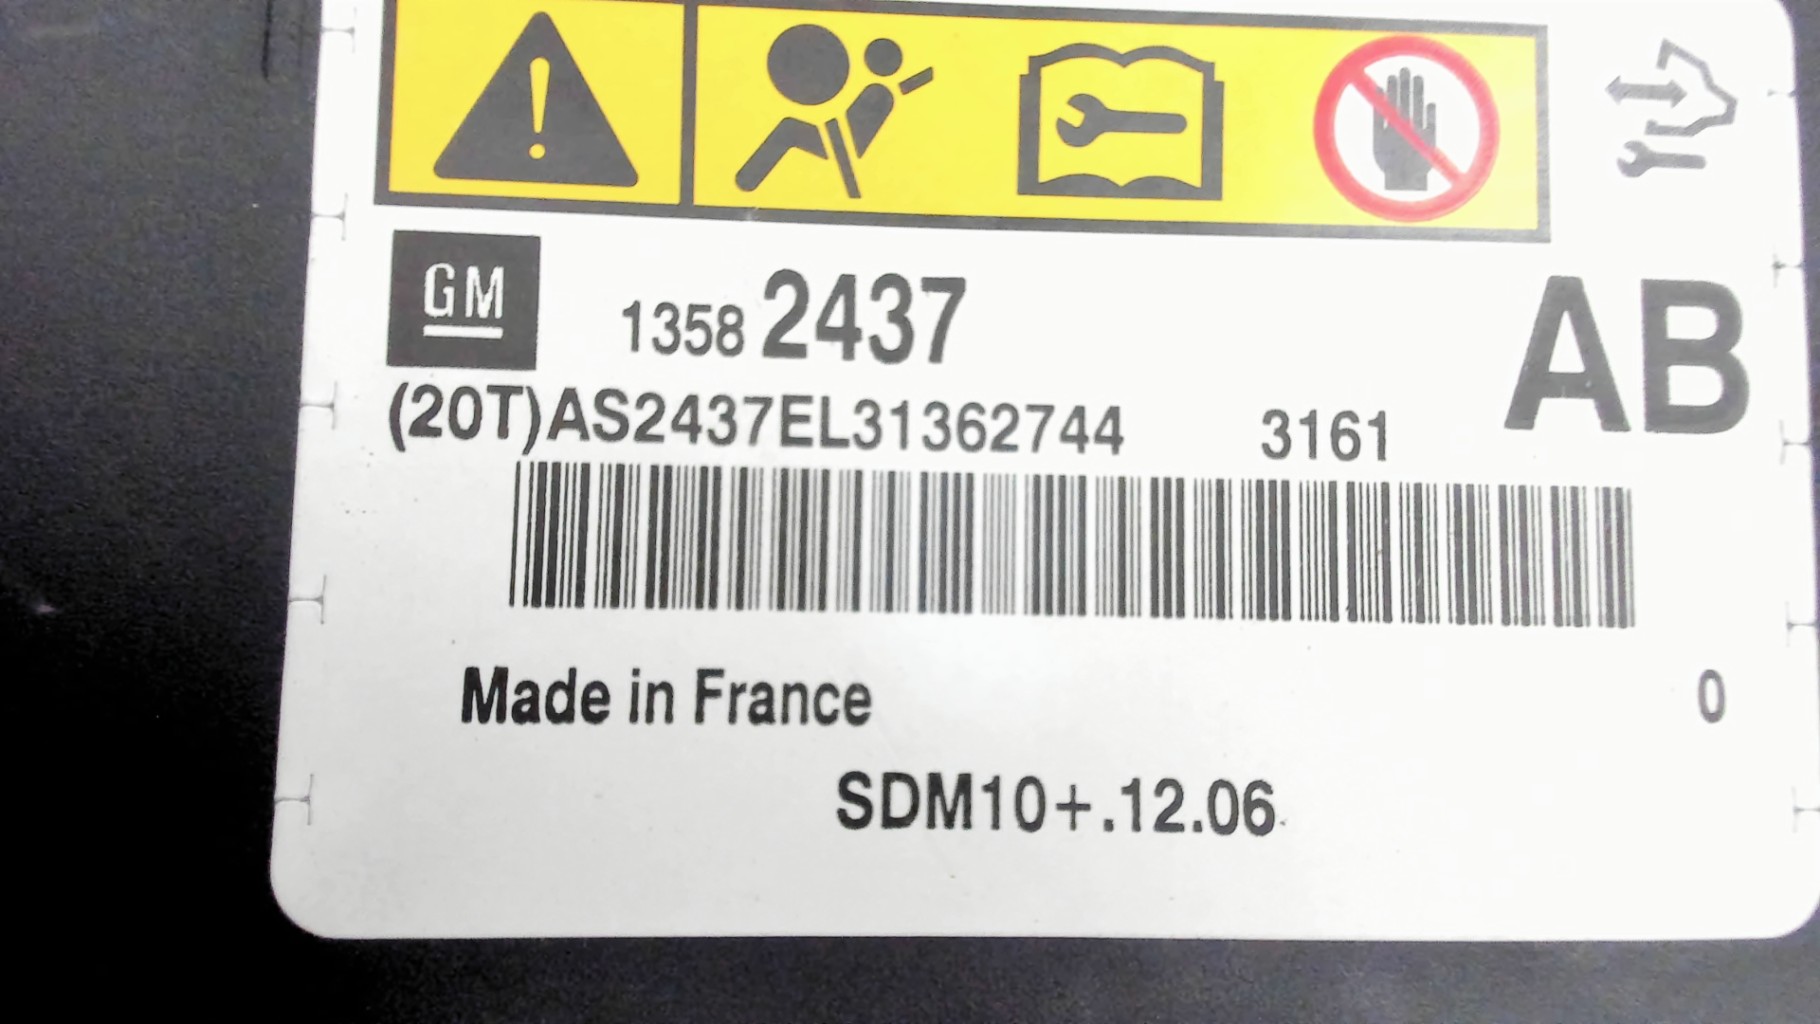 GM
1358 2437
AB
(20T)AS2437EL31362744 3161
Made in France 0
SDM10+.12.06